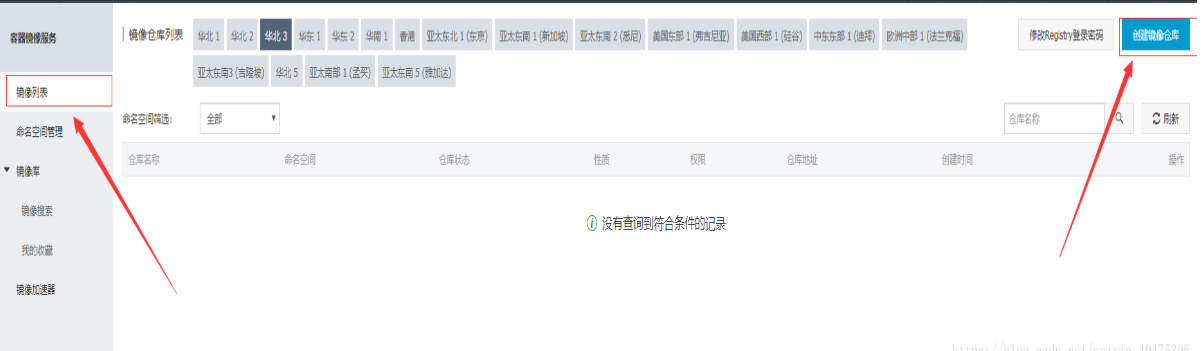 容器镜像服务
镜像列表
命名空间管理
镜像库
镜像搜索
我的收藏
镜像加速器
镜像仓库列表 华北 1 华北 2 华北 3 华东 1 华东 2 华南 1 香港 亚太东北 1 (东京) 亚太东南 1 (新加坡) 亚太东南 2 (悉尼) 美国东部 1 (弗吉尼亚) 美国西部 1 (硅谷) 中东东部 1 (迪拜) 欧洲中部 1 (法兰克福) 修改Registry登录密码 创建镜像仓库
亚太东南3 (吉隆坡) 华北 5 亚太南部 1 (孟买) 亚太东南 5 (雅加达)
命名空间筛选: 全部 仓库名称 刷新
仓库名称 命名空间 仓库状态 性质 权限 仓库地址 创建时间 操作
没有查询到符合条件的记录
https://blog.csdn.net/weixin_40475396